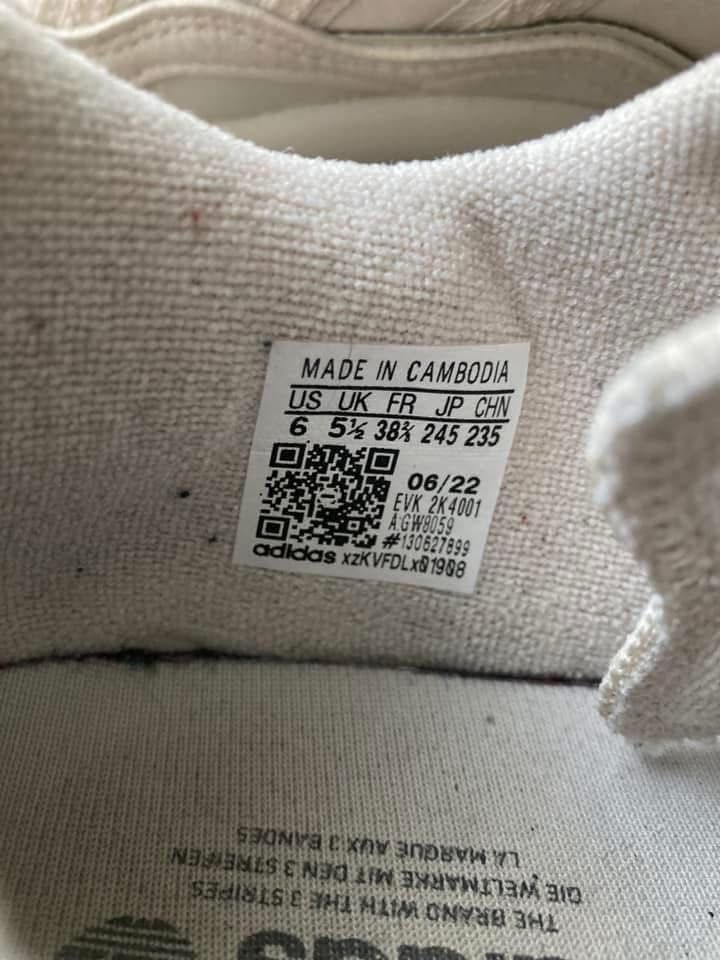 MADE IN CAMBODIA
US UK FR JP CHN
6 5½ 38⅔ 245 235
06/22
EVK 2K4001
A:GW8059
#130627899
adidas xzKVFDLxQ1908
THE BRAND WITH THE 3 STRIPES
DIE WELTMARKE MIT DEN 3 STREIFEN
LA MARQUE AUX 3 BANDES